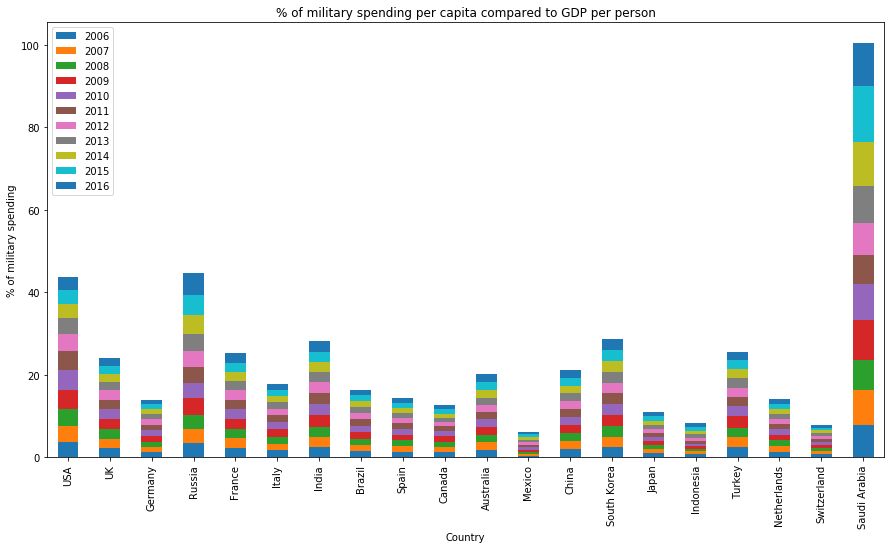 % of military spending per capita compared to GDP per person
2006
2007
2008
2009
2010
2011
2012
2013
2014
2015
2016
100
80
60
40
20
0
% of military spending
USA
UK
Germany
Russia
France
Italy
India
Brazil
Spain
Canada
Australia
Mexico
China
South Korea
Japan
Indonesia
Turkey
Netherlands
Switzerland
Saudi Arabia
Country